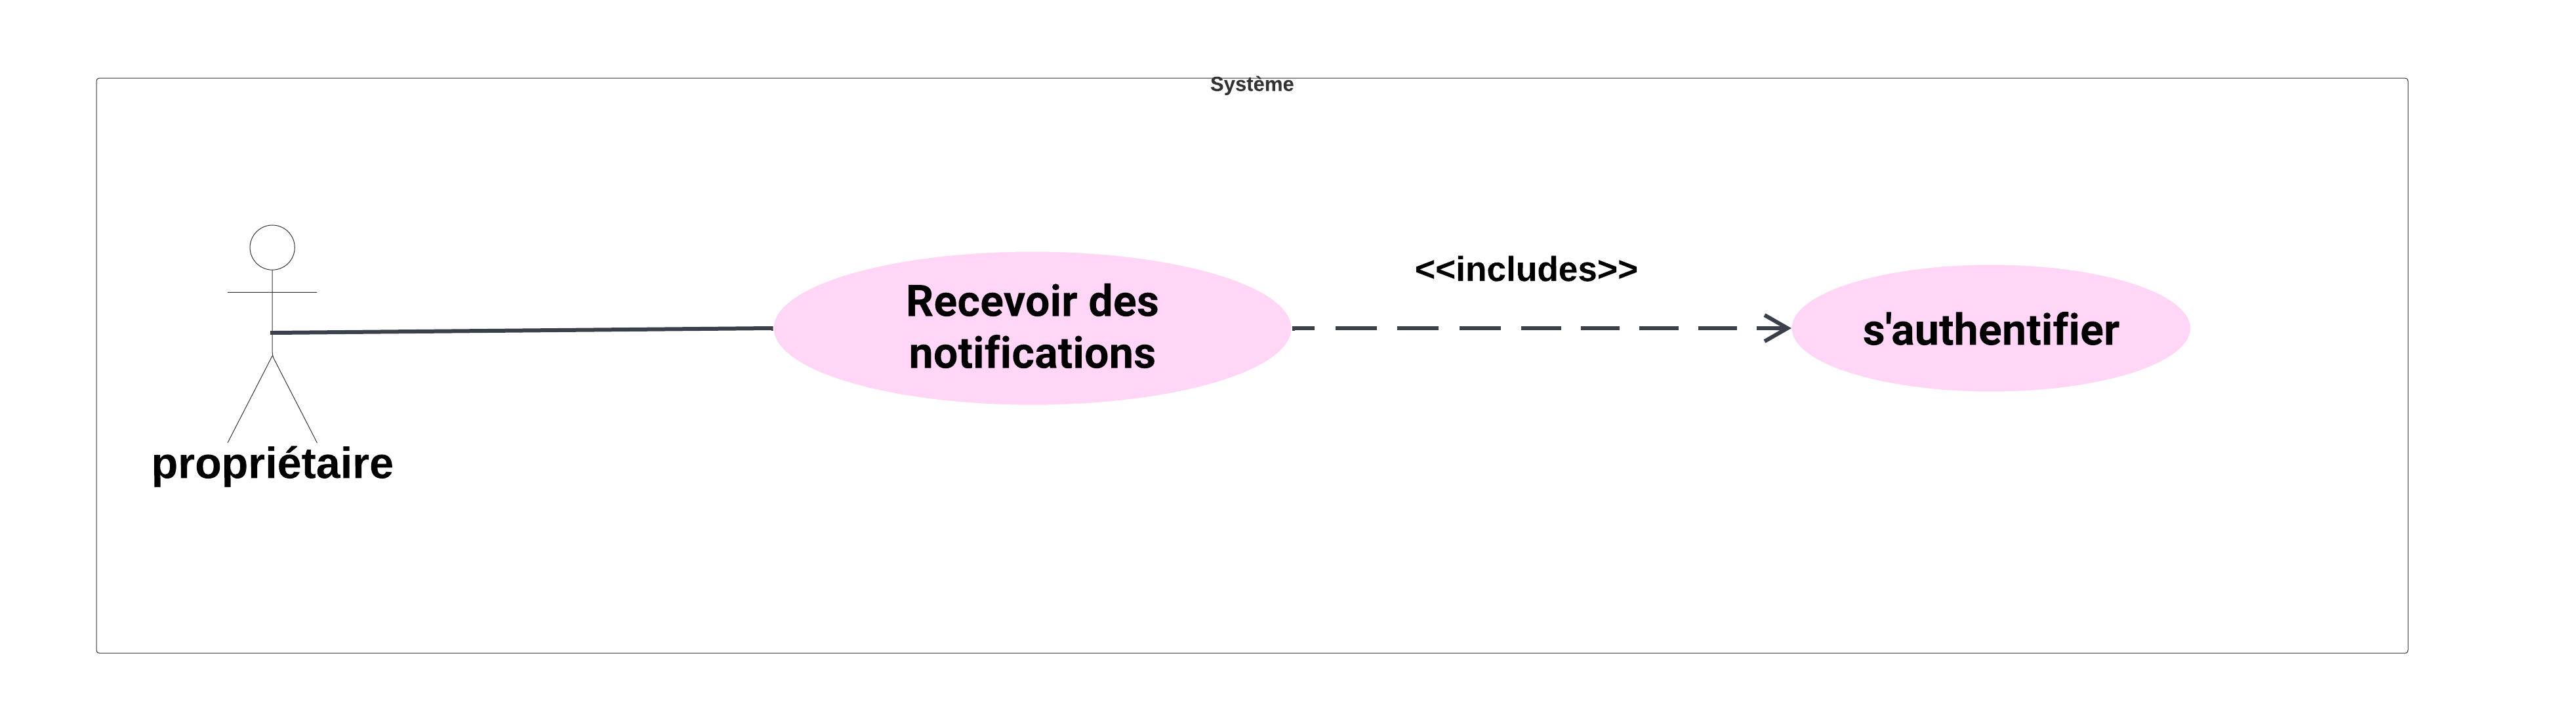 Système
<<includes>>
Recevoir des
notifications
s'authentifier
propriétaire